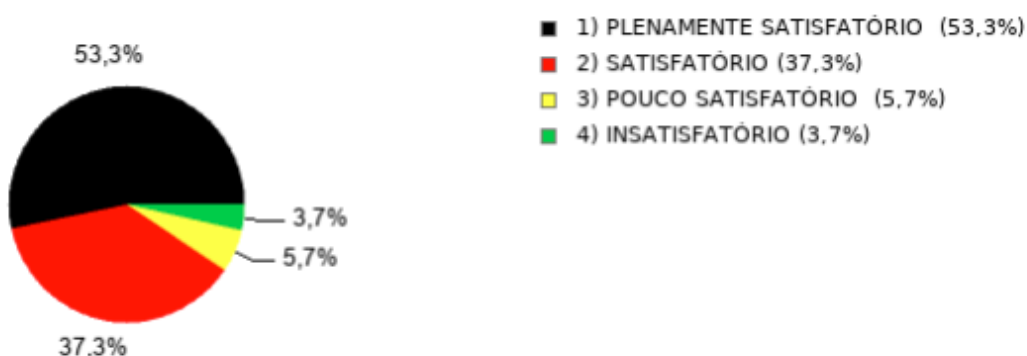 53,3%
1) PLENAMENTE SATISFATÓRIO (53,3%)
2) SATISFATÓRIO (37,3%)
3) POUCO SATISFATÓRIO (5,7%)
4) INSATISFATÓRIO (3,7%)
3,7%
5,7%
37,3%